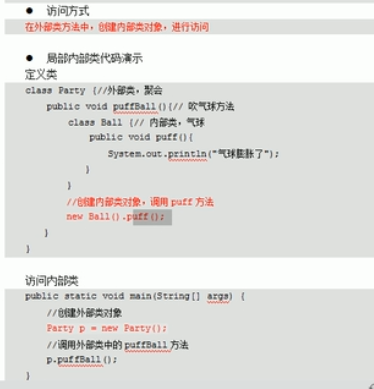 ● 访问方式
在外部类方法中，创建内部类对象，进行访问
● 局部内部类代码演示
定义类
class Party {//外部类，聚会
public void puffBall(){// 吹气球方法
class Ball {// 内部类，气球
public void puff(){
System.out.println("气球膨胀了");
}
}
//创建内部类对象，调用 puff 方法
new Ball().puff();
}
}
访问内部类
public static void main(String[] args) {
//创建外部类对象
Party p = new Party();
//调用外部类中的 puffBall 方法
p.puffBall();
}